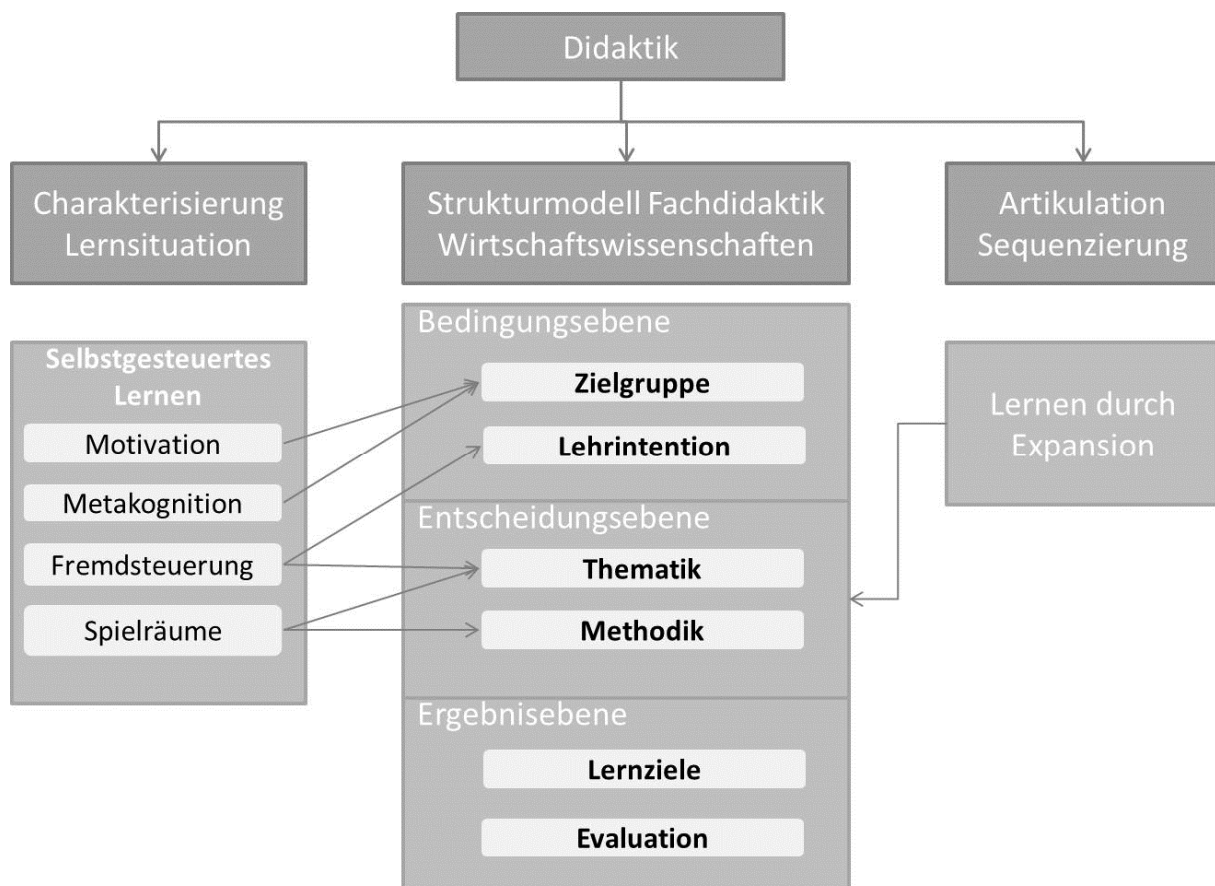 Didaktik
Charakterisierung
Lernsituation
Strukturmodell Fachdidaktik
Wirtschaftswissenschaften
Artikulation
Sequenzierung
Selbstgesteuertes
Lernen
Motivation
Metakognition
Fremdsteuerung
Spielräume
Bedingungsebene
Zielgruppe
Lehrintention
Entscheidungsebene
Thematik
Methodik
Ergebnisebene
Lernziele
Evaluation
Lernen durch
Expansion